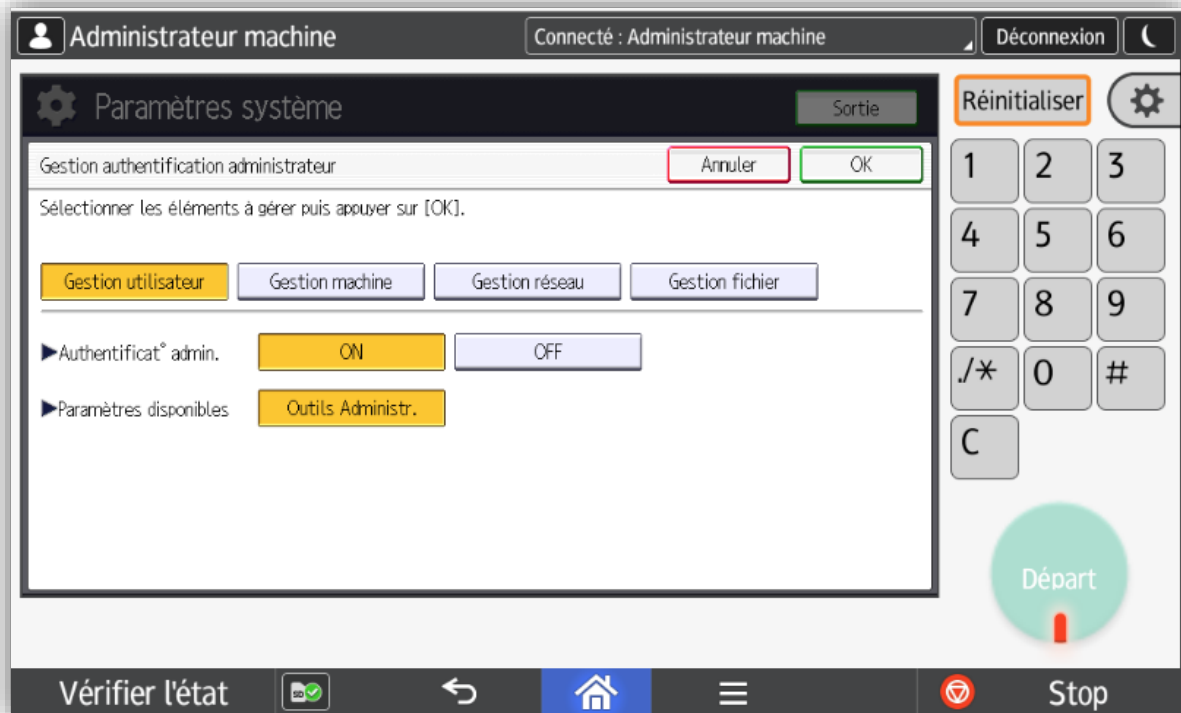 Administrateur machine
Connecté : Administrateur machine
Déconnexion
Paramètres système
Sortie
Réinitialiser
Gestion authentification administrateur
Annuler
OK
Sélectionner les éléments à gérer puis appuyer sur [OK].
Gestion utilisateur
Gestion machine
Gestion réseau
Gestion fichier
▶Authentificat° admin.
ON
OFF
▶Paramètres disponibles
Outils Administr.
1 2 3
4 5 6
7 8 9
./* 0 #
C
Départ
Vérifier l'état
SD
Stop